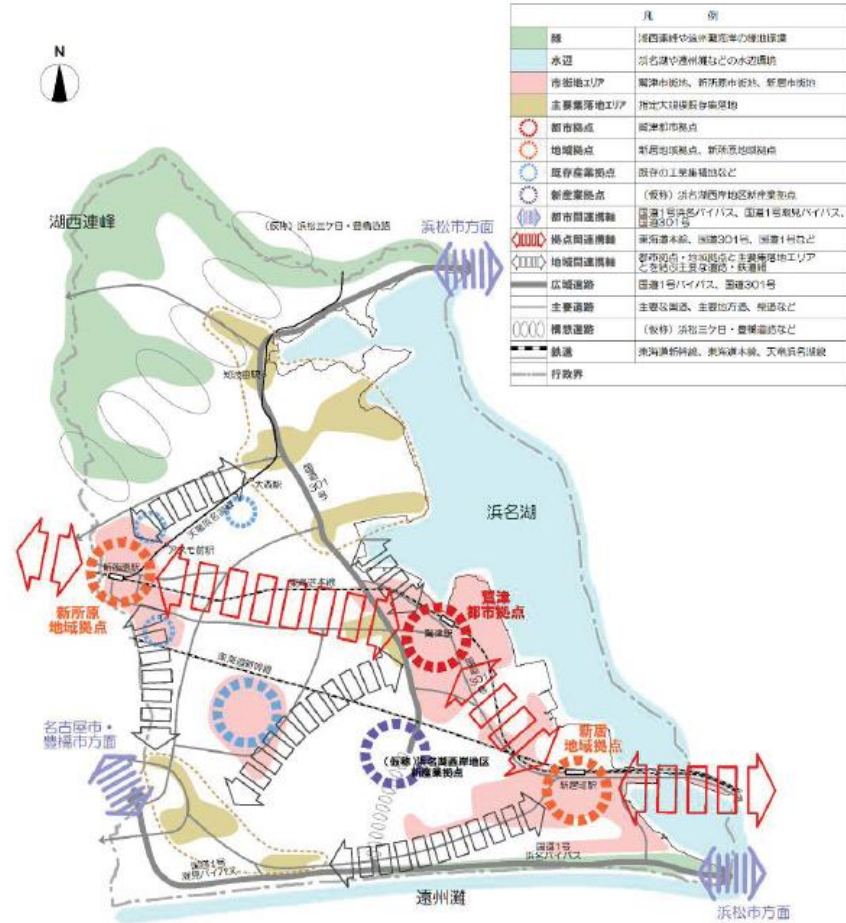 凡 例
緑 湖西連峰や遠州灘沿岸の緑地環境
水辺 浜名湖や遠州灘などの水辺環境
市街地エリア 鷲津市街地、新所原市街地、新居市街地
主要集落地エリア 指定大規模既存集落地
都市拠点 鷲津都市拠点
地域拠点 新居地域拠点、新所原地域拠点
既存産業拠点 既存の工業集積地など
新産業拠点 (仮称)浜名湖西岸地区新産業拠点
都市間連携軸 国道1号浜名バイパス、国道1号潮見バイパス、
国道301号
拠点間連携軸 東海道本線、国道301号、国道1号など
地域間連携軸 都市拠点・地域拠点と主要集落地エリア
とを結ぶ主要な道路・鉄道網
広域道路 国道1号バイパス、国道301号
主要道路 主要な国道、主要地方道、県道など
構想道路 (仮称)浜松三ケ日・豊橋道路など
鉄道 東海道新幹線、東海道本線、天竜浜名湖線
行政界
N
湖西連峰
(仮称)浜松三ケ日・豊橋道路
浜松市方面
知波田駅
国道301号
大森駅
天竜浜名湖線
アスモ前駅
浜名湖
新所原駅
東海道本線
新所原
地域拠点
鷲津
都市拠点
鷲津駅
国道301号
東海道新幹線
名古屋市・
豊橋市方面
新居
地域拠点
(仮称)浜名湖西岸地区
新産業拠点
新居町駅
国道1号
潮見バイパス
国道1号
浜名バイパス
遠州灘
浜松市方面